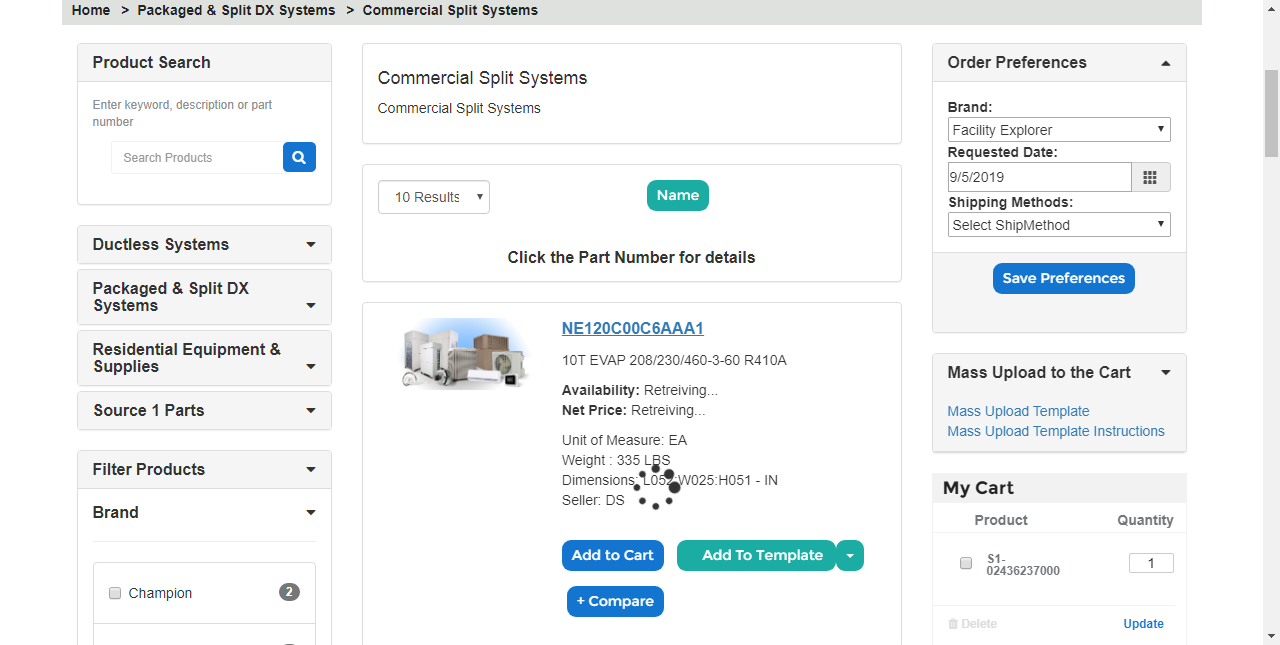 Home > Packaged & Split DX Systems > Commercial Split Systems
Product Search
Enter keyword, description or part
number
Search Products
Ductless Systems
Packaged & Split DX
Systems
Residential Equipment &
Supplies
Source 1 Parts
Filter Products
Brand
Champion
2
Commercial Split Systems
Commercial Split Systems
10 Results
Name
Click the Part Number for details
NE120C00C6AAA1
10T EVAP 208/230/460-3-60 R410A
Availability: Retreiving...
Net Price: Retreiving...
Unit of Measure: EA
Weight : 335 LBS
Dimensions: L052:W025:H051 - IN
Seller: DS
Add to Cart
Add To Template
+ Compare
Order Preferences
Brand:
Facility Explorer
Requested Date:
9/5/2019
Shipping Methods:
Select ShipMethod
Save Preferences
Mass Upload to the Cart
Mass Upload Template
Mass Upload Template Instructions
My Cart
Product Quantity
S1-
02436237000
1
Delete
Update